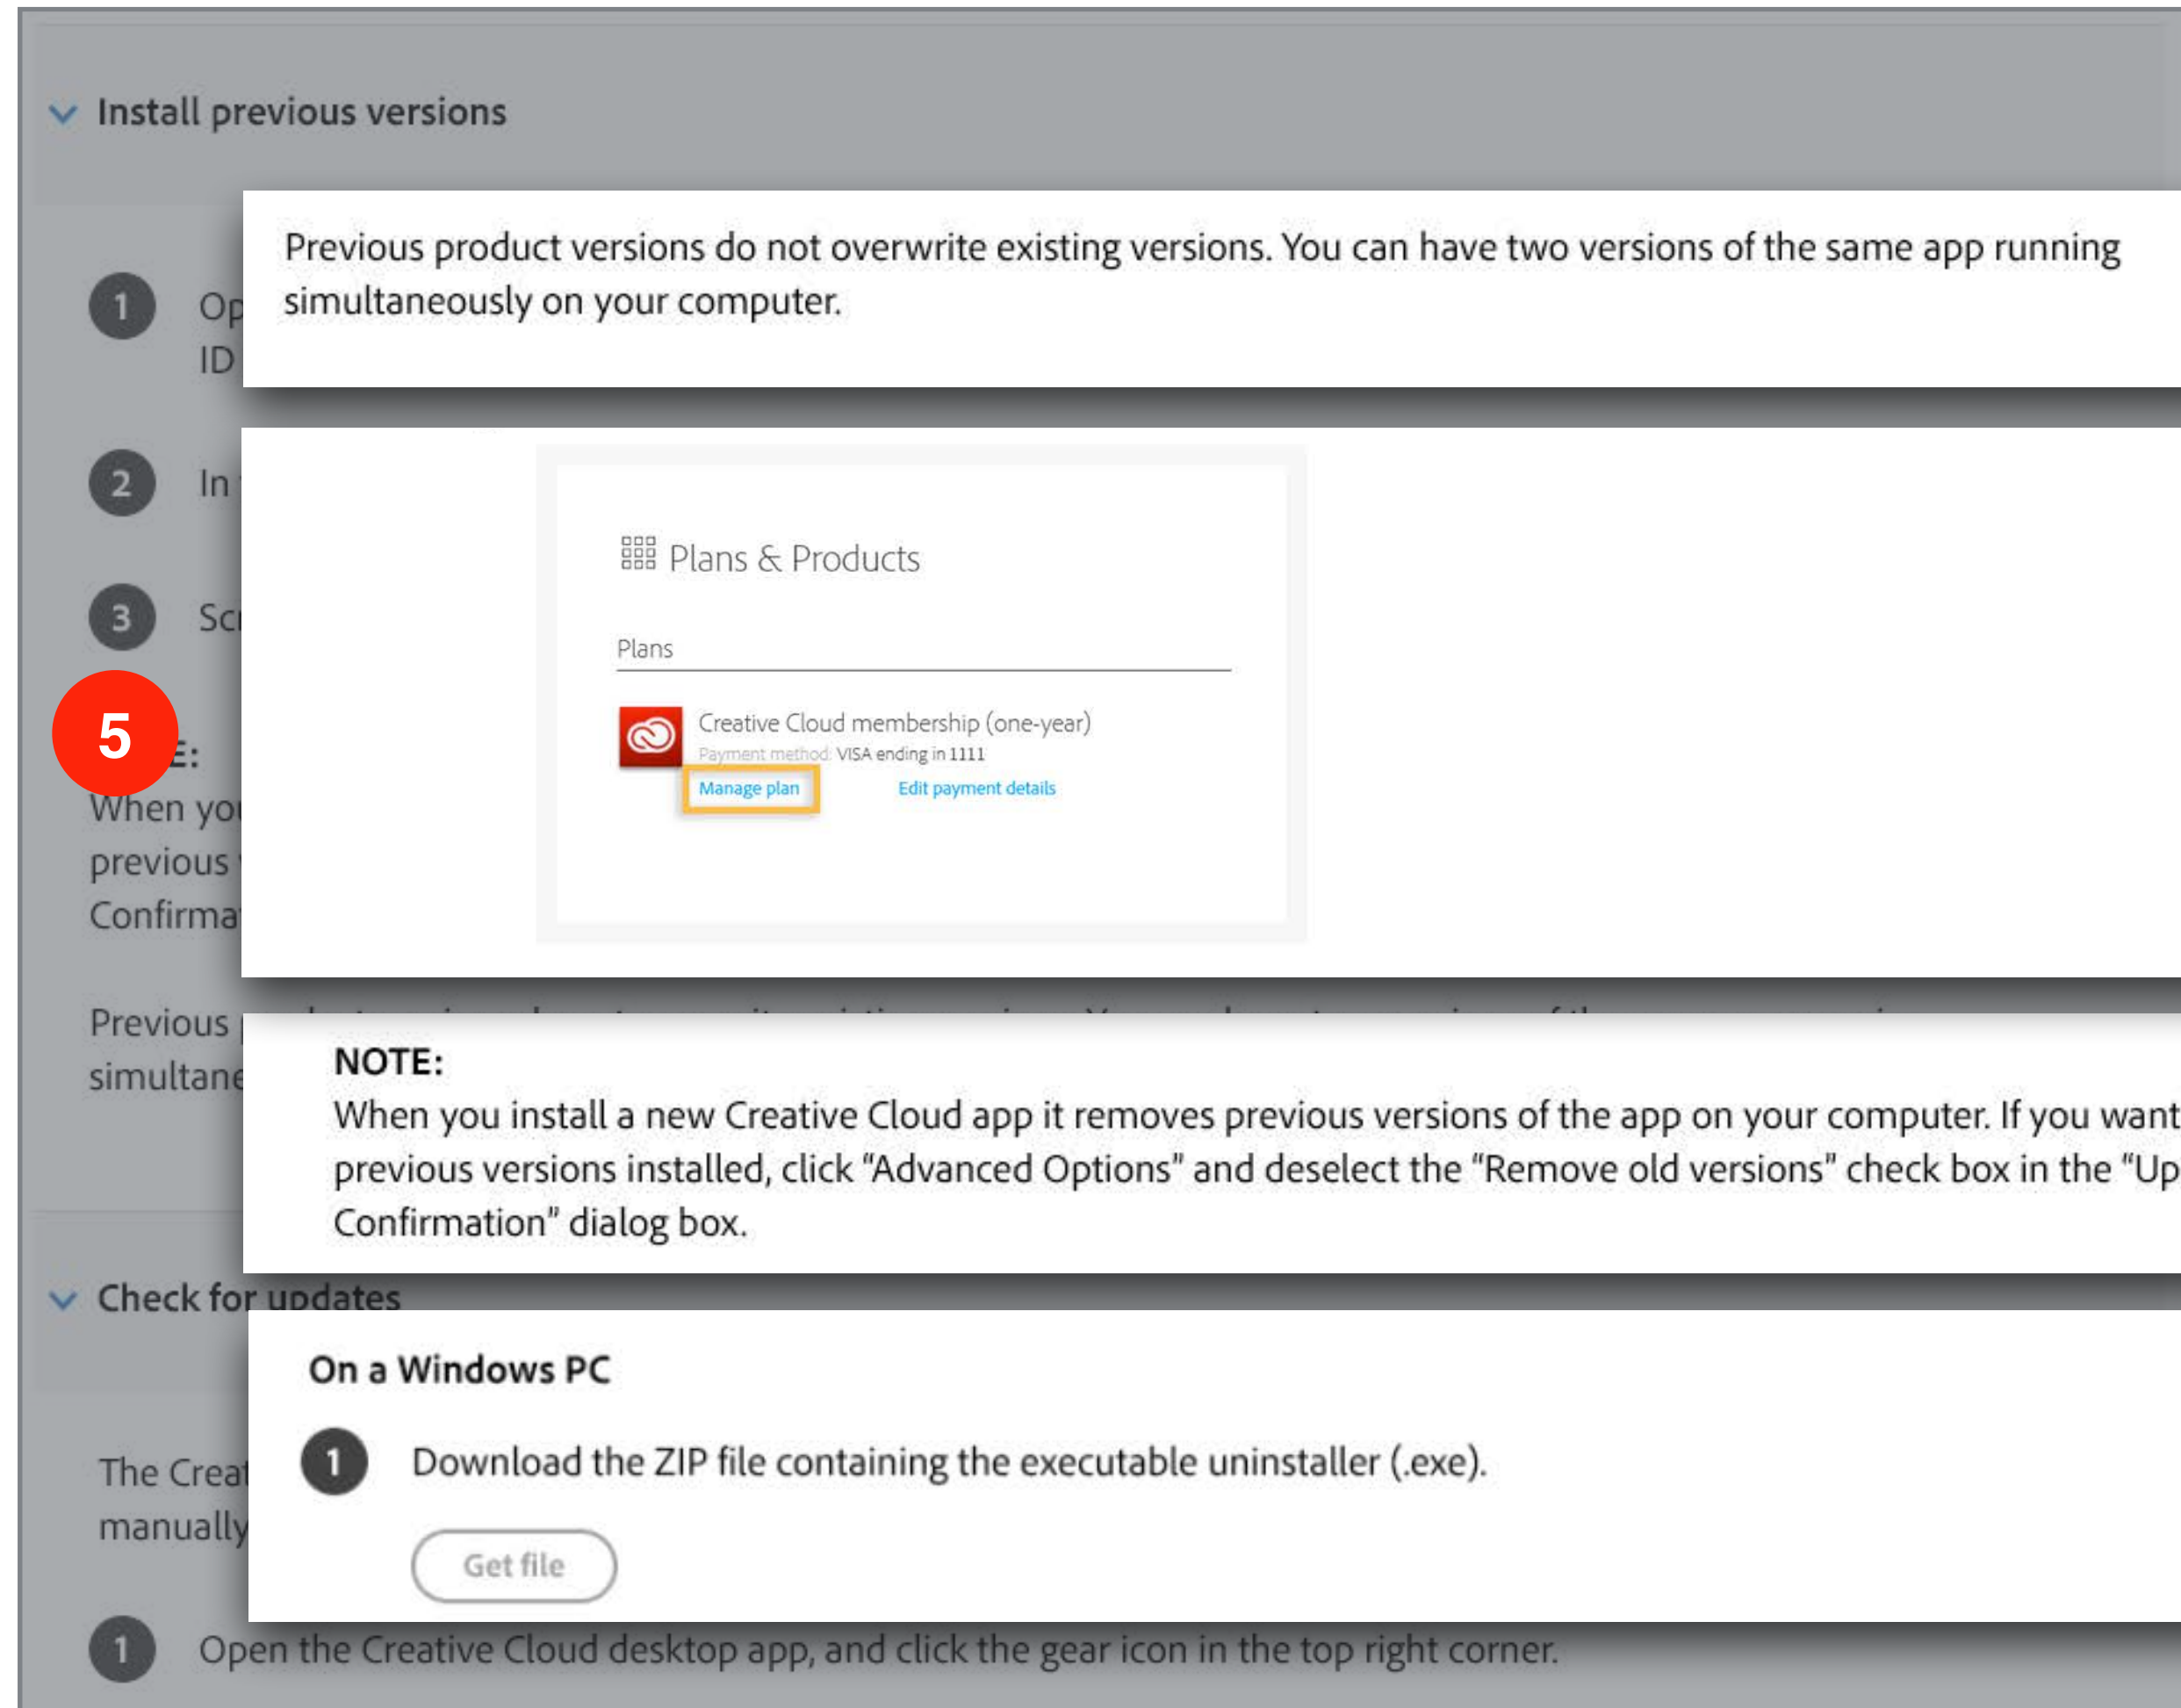 Install previous versions
Previous product versions do not overwrite existing versions. You can have two versions of the same app running
simultaneously on your computer.
1
ID
2 In
3
Plans & Products
Plans
Creative Cloud membership (one-year)
Payment method: VISA ending in 1111
Manage plan Edit payment details
5
When
previous
Previous
NOTE:
When you install a new Creative Cloud app it removes previous versions of the app on your computer. If you want
previous versions installed, click “Advanced Options” and deselect the “Remove old versions” check box in the “Up
Confirmation” dialog box.
Check for updates
On a Windows PC
1 Download the ZIP file containing the executable uninstaller (.exe).
Get file
The Creat
manually
1 Open the Creative Cloud desktop app, and click the gear icon in the top right corner.